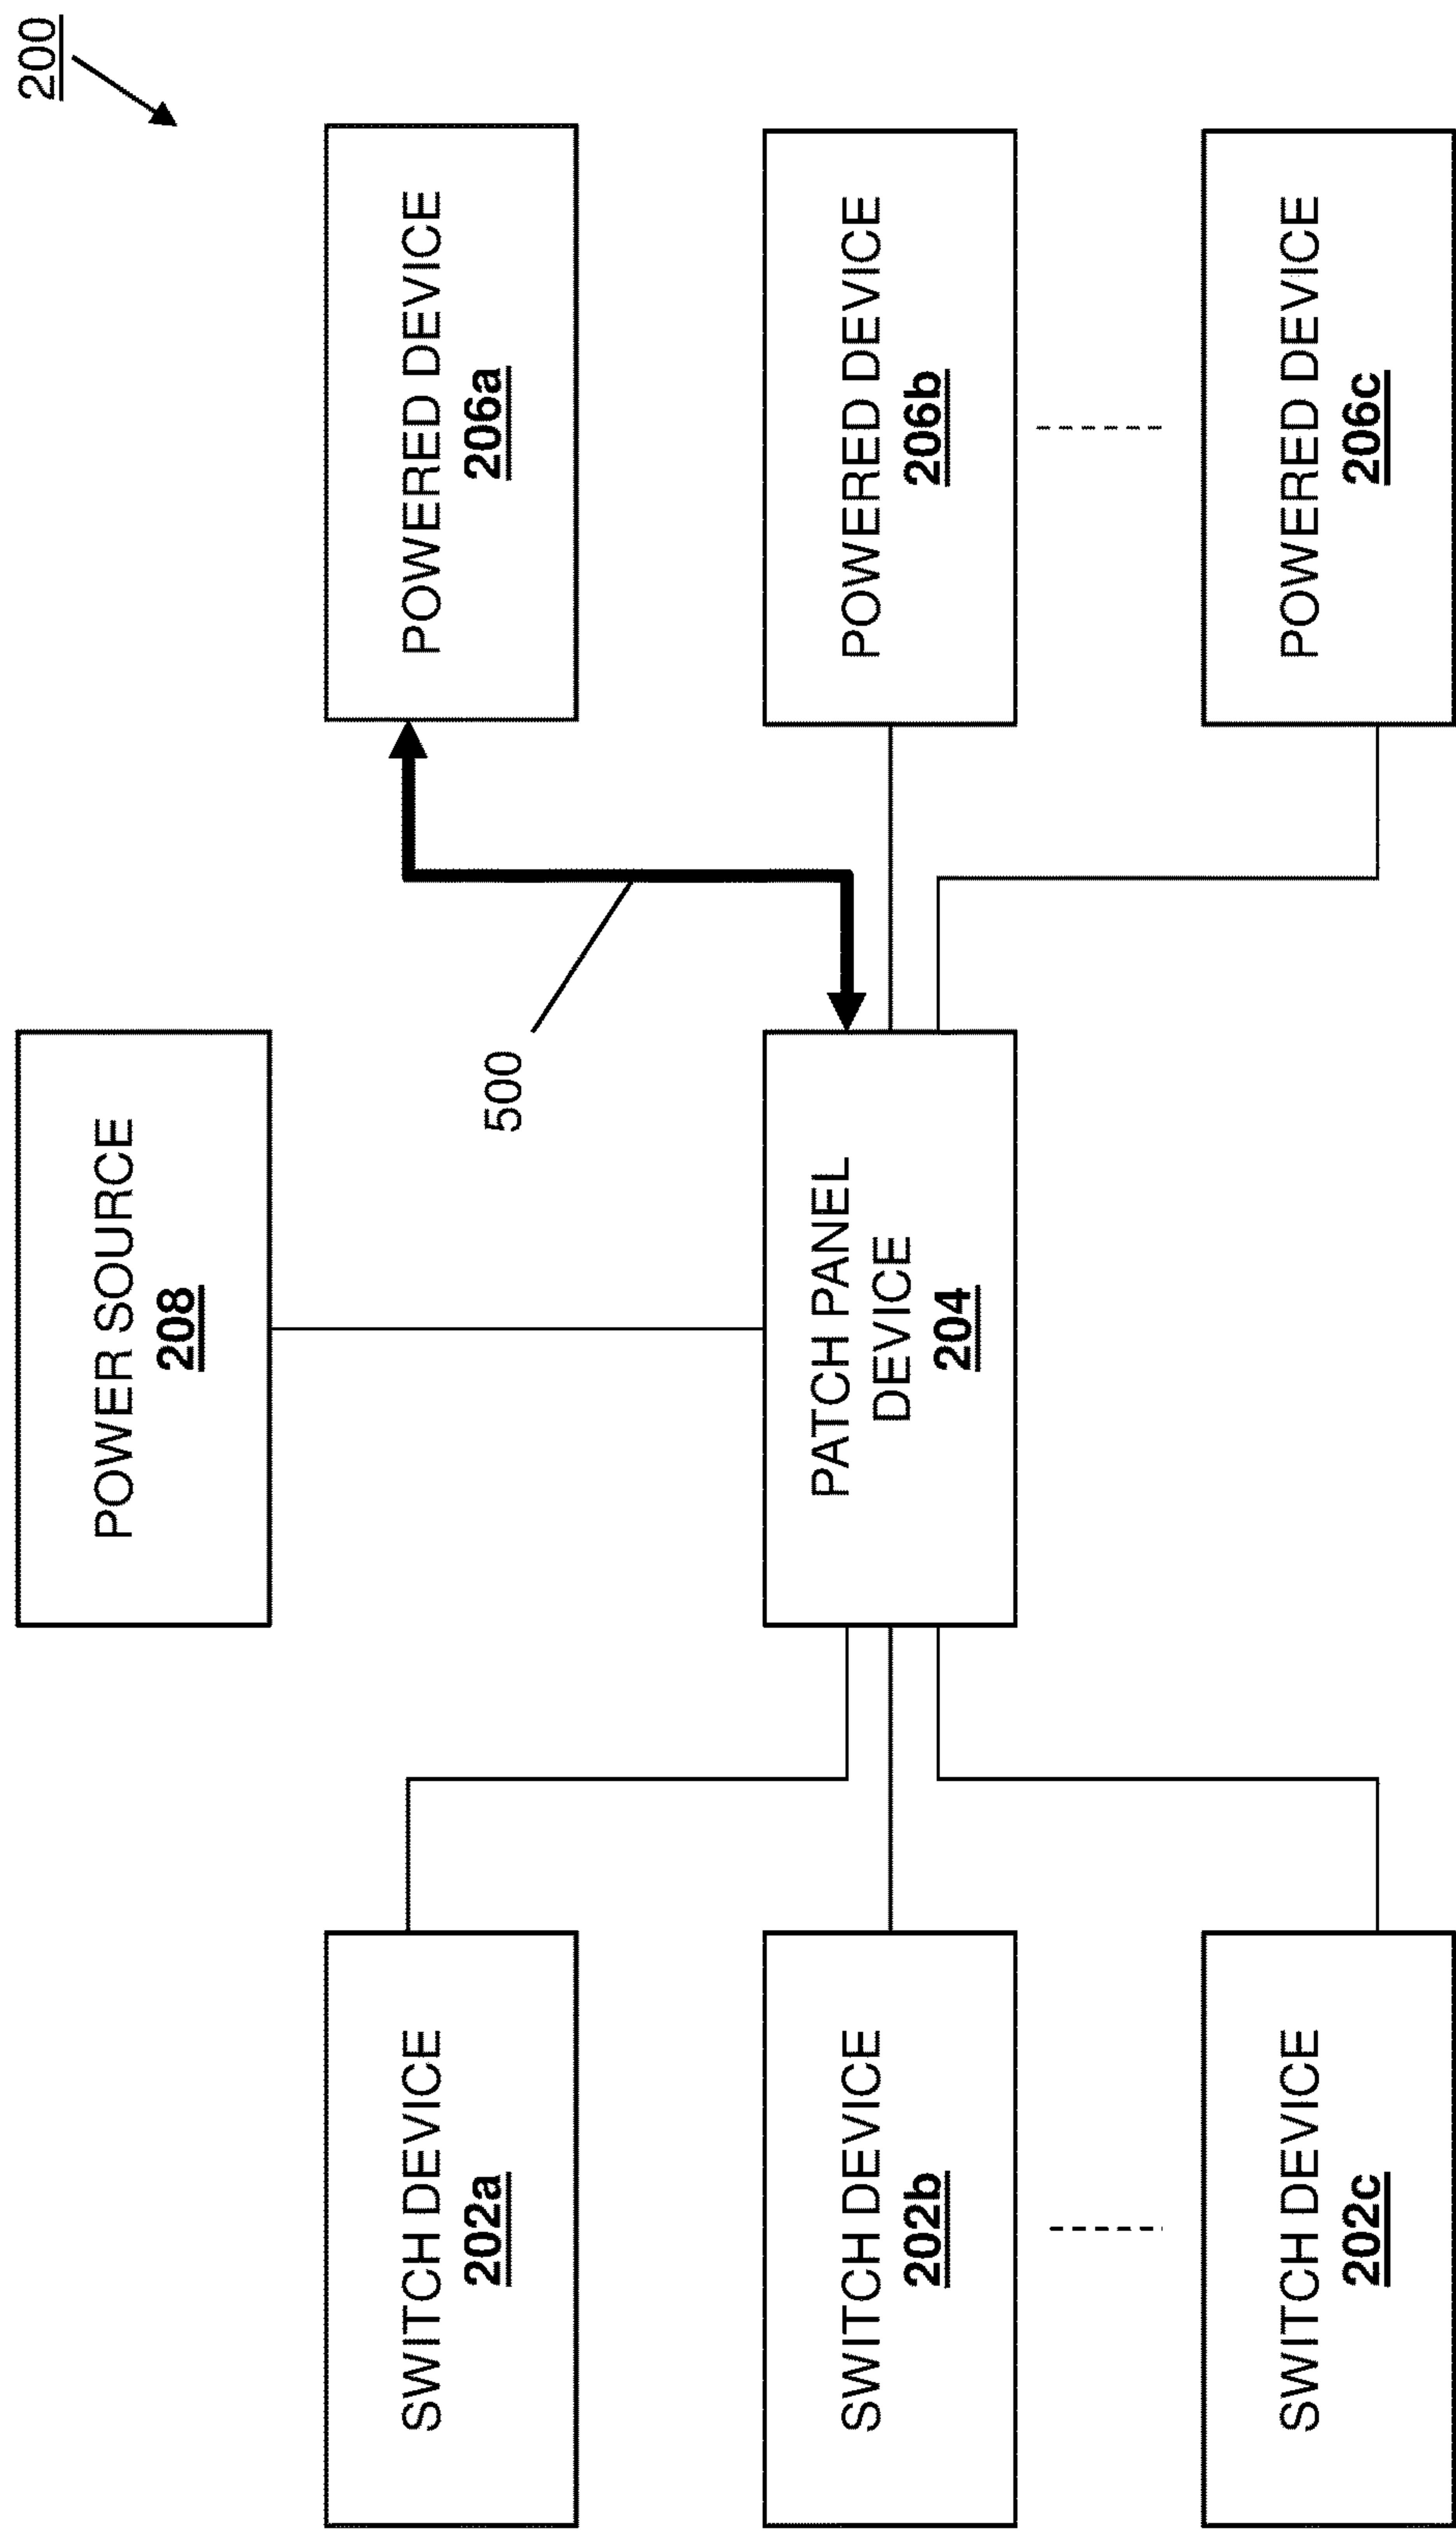 200
POWER SOURCE
208
SWITCH DEVICE
202a
500
POWERED DEVICE
206a
SWITCH DEVICE
202b
PATCH PANEL
DEVICE
204
POWERED DEVICE
206b
SWITCH DEVICE
202c
POWERED DEVICE
206c